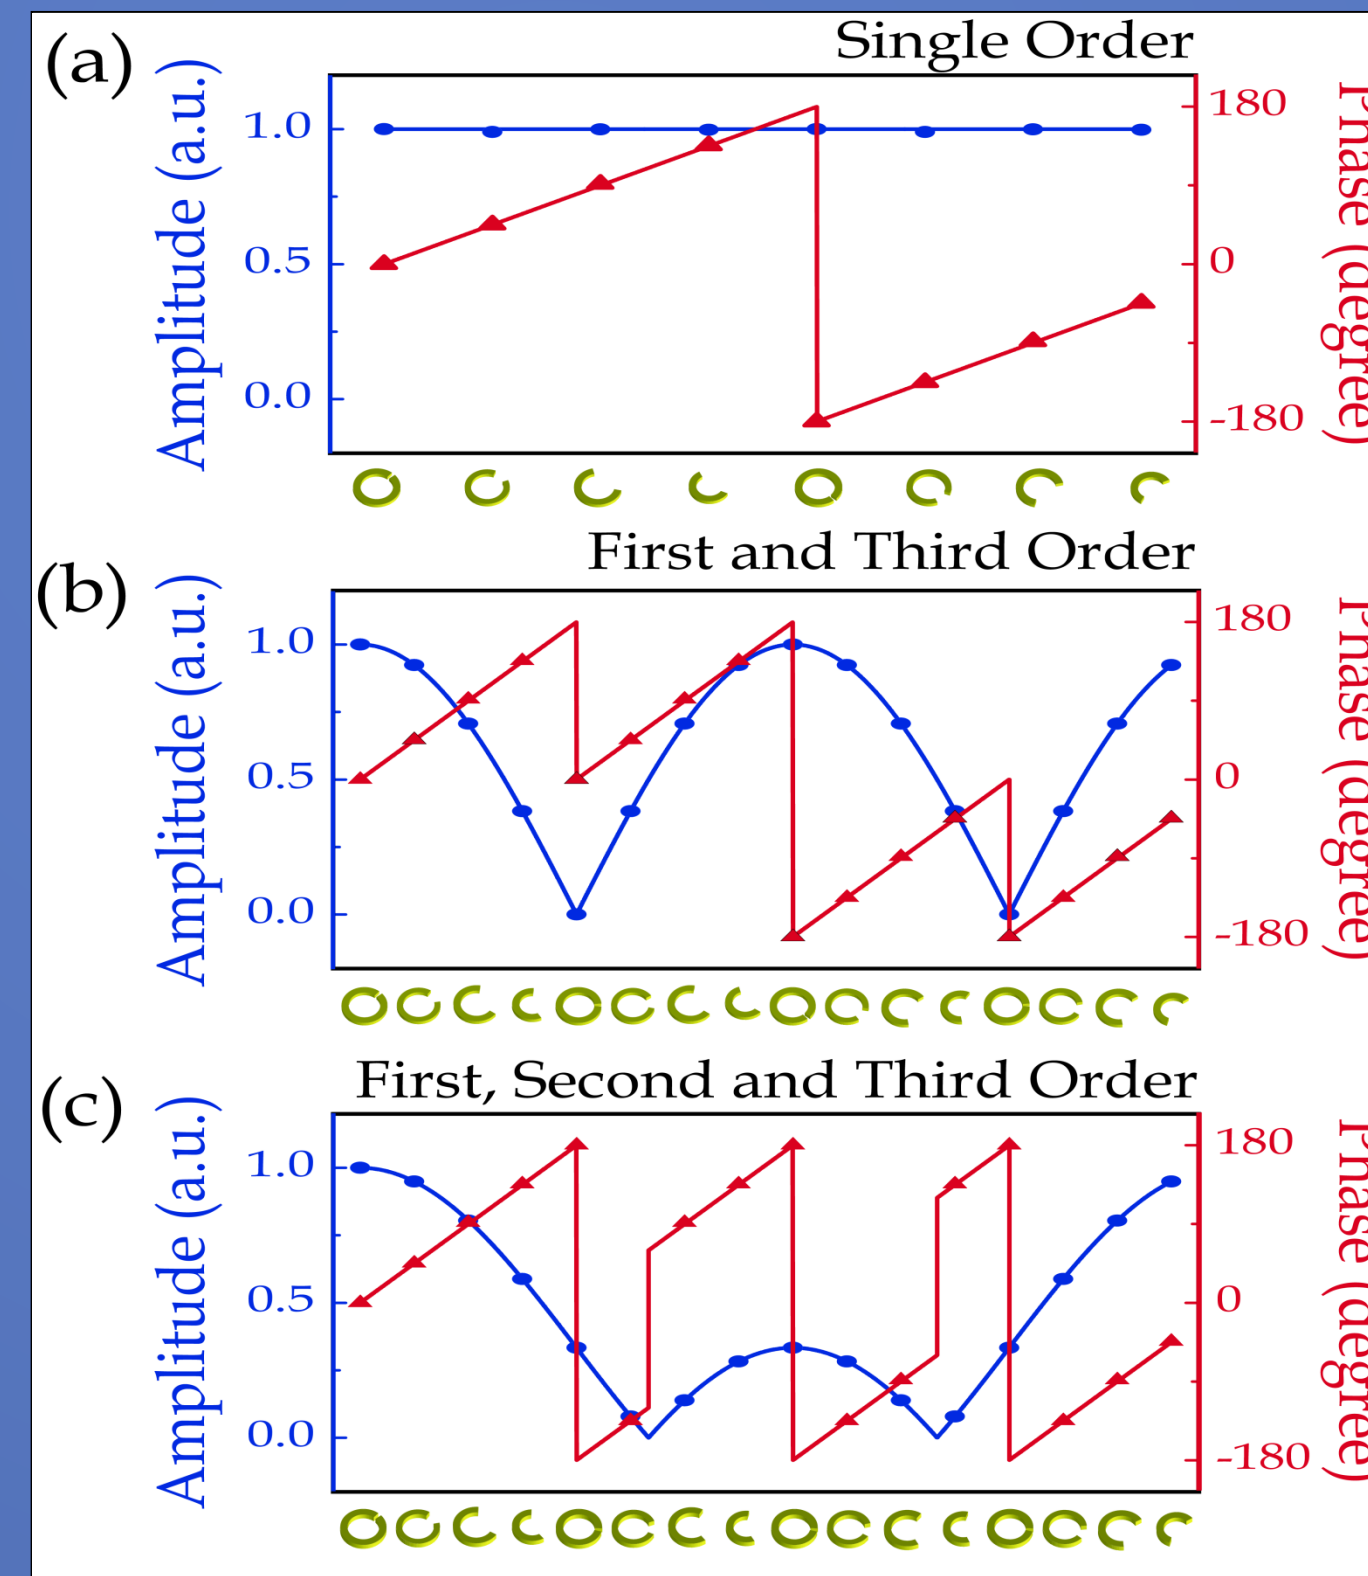 (a)
Single Order
Amplitude (a.u.)
1.0
0.5
0.0
180
0
-180
Phase (degree)
(b)
First and Third Order
Amplitude (a.u.)
1.0
0.5
0.0
180
0
-180
Phase (degree)
(c)
First, Second and Third Order
Amplitude (a.u.)
1.0
0.5
0.0
180
0
-180
Phase (degree)